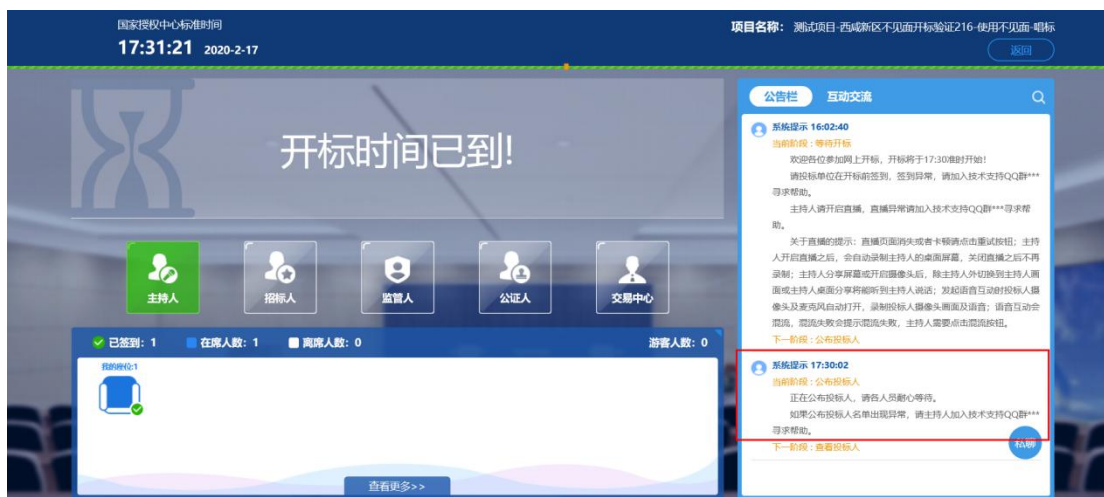 国家授权中心标准时间
17:31:21 2020-2-17
项目名称： 测试项目-西咸新区不见面开标验证216-使用不见面-唱标
返回
开标时间已到!
主持人
招标人
监管人
公证人
交易中心
已签到：1
在席人数：1
离席人数：0
游客人数：0
我的座位:1
查看更多>>
公告栏
互动交流
系统提示 16:02:40
当前阶段：等待开标
欢迎各位参加网上开标，开标将于17:30准时开始!
请投标单位在开标前签到，签到异常，请加入技术支持QQ群***
寻求帮助。
主持人请开启直播，直播异常请加入技术支持QQ群***寻求帮
助。
关于直播的提示：直播页面消失或者卡顿请点击重试按钮；主持
人开启直播之后，会自动录制主持人的桌面屏幕，关闭直播之后不再
录制；主持人分享屏幕或开启摄像头后，除主持人外切换到主持人画
面或主持人桌面分享将能听到主持人说话；发起语音互动时投标人摄
像头及麦克风自动打开，录制投标人摄像头画面及语音；语音互动会
混流，混流失败会提示混流失败，主持人需要点击混流按钮。
下一阶段：公布投标人
系统提示 17:30:02
当前阶段：公布投标人
正在公布投标人，请各人员耐心等待。
如果公布投标人名单出现异常，请主持人加入技术支持QQ群***
寻求帮助。
私聊
下一阶段：查看投标人